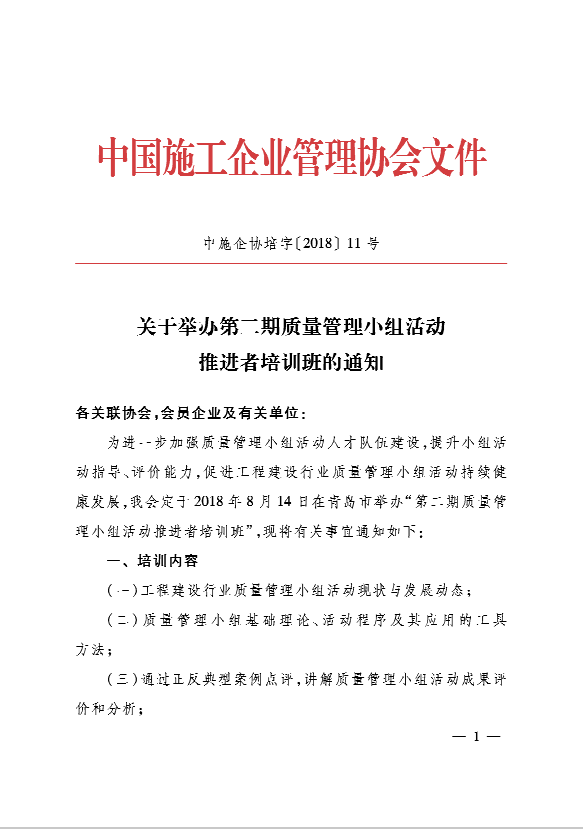 中国施工企业管理协会文件
中施企协培字〔2018〕11号
关于举办第二期质量管理小组活动
推进者培训班的通知
各关联协会,会员企业及有关单位:
为进一步加强质量管理小组活动人才队伍建设,提升小组活
动指导、评价能力,促进工程建设行业质量管理小组活动持续健
康发展,我会定于2018年8月14日在青岛市举办“第二期质量管
理小组活动推进者培训班”,现将有关事宜通知如下:
一、培训内容
(一)工程建设行业质量管理小组活动现状与发展动态;
(二)质量管理小组基础理论、活动程序及其应用的工具
方法;
(三)通过正反典型案例点评,讲解质量管理小组活动成果评
价和分析;
— 1 —